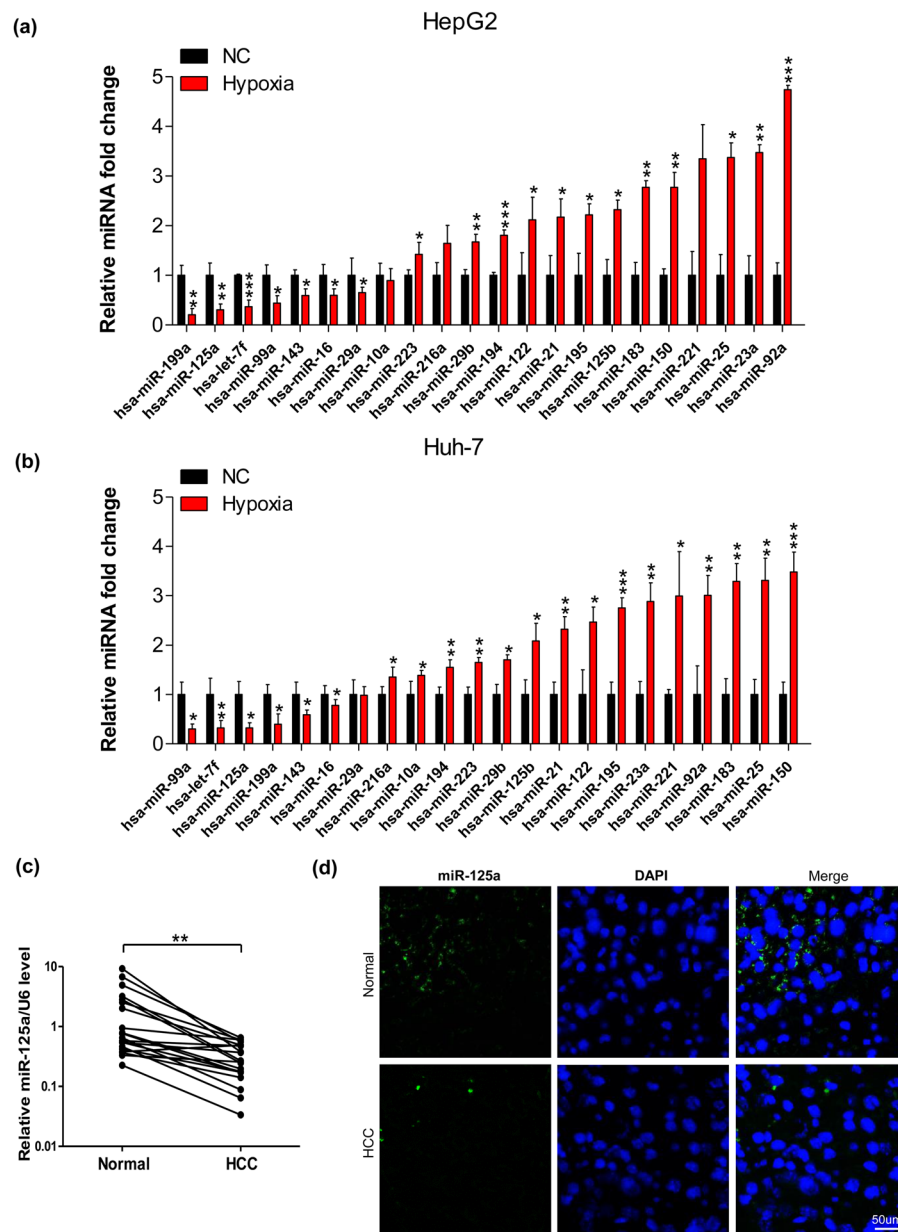 (a)
HepG2
NC
Hypoxia
Relative miRNA fold change
5
4
3
2
1
0
** ** *** * * * * * ** *** * * * * ** ** * ** ***
hsa-miR-199a
hsa-miR-125a
hsa-let-7f
hsa-miR-99a
hsa-miR-143
hsa-miR-16
hsa-miR-29a
hsa-miR-10a
hsa-miR-223
hsa-miR-216a
hsa-miR-29b
hsa-miR-194
hsa-miR-122
hsa-miR-21
hsa-miR-195
hsa-miR-125b
hsa-miR-183
hsa-miR-150
hsa-miR-221
hsa-miR-25
hsa-miR-23a
hsa-miR-92a
(b)
Huh-7
NC
Hypoxia
Relative miRNA fold change
5
4
3
2
1
0
* ** * * * * * * ** ** * * ** * *** ** * ** ** ** ***
hsa-miR-99a
hsa-let-7f
hsa-miR-125a
hsa-miR-199a
hsa-miR-143
hsa-miR-16
hsa-miR-29a
hsa-miR-216a
hsa-miR-10a
hsa-miR-194
hsa-miR-223
hsa-miR-29b
hsa-miR-125b
hsa-miR-21
hsa-miR-122
hsa-miR-195
hsa-miR-23a
hsa-miR-221
hsa-miR-92a
hsa-miR-183
hsa-miR-25
hsa-miR-150
(c)
**
Relative miR-125a/U6 level
10
1
0.1
0.01
Normal
HCC
(d)
miR-125a
DAPI
Merge
Normal
HCC
50um